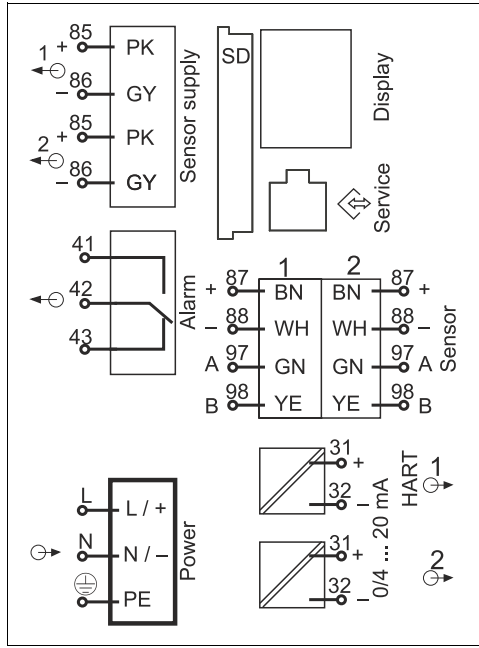 85
1 + PK
86
− GY
85
+ PK
2
86
− GY
Sensor supply
SD
Display
Service
41
42
43
Alarm
1 2
+ 87 BN BN 87 +
− 88 WH WH 88 −
A 97 GN GN 97 A
B 98 YE YE 98 B
Sensor
L L / +
N N / −
PE
Power
31 +
32 −
31 +
32 −
0/4 ... 20 mA
HART
1
2